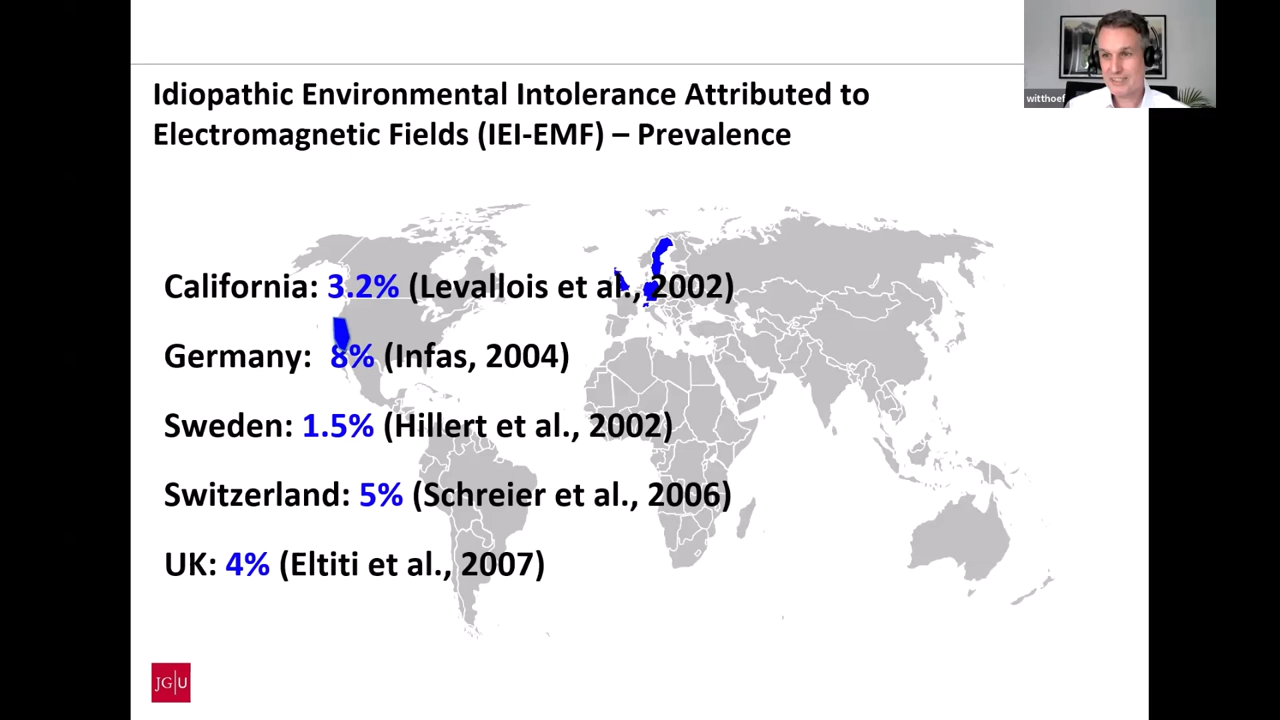 Idiopathic Environmental Intolerance Attributed to
Electromagnetic Fields (IEI-EMF) – Prevalence
witthoef
California: 3.2% (Levallois et al., 2002)
Germany: 8% (Infas, 2004)
Sweden: 1.5% (Hillert et al., 2002)
Switzerland: 5% (Schreier et al., 2006)
UK: 4% (Eltiti et al., 2007)
JG|U